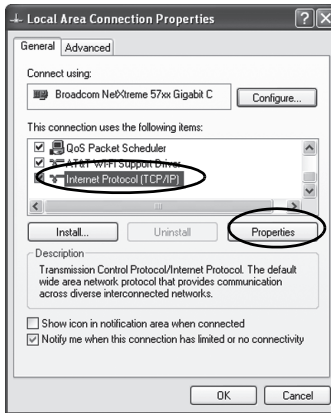 Local Area Connection Properties
General Advanced
Connect using:
Broadcom NetXtreme 57xx Gigabit C
Configure...
This connection uses the following items:
QoS Packet Scheduler
AT&T Wi-Fi Support Driver
Internet Protocol (TCP/IP)
Install... Uninstall Properties
Description
Transmission Control Protocol/Internet Protocol. The default
wide area network protocol that provides communication
across diverse interconnected networks.
Show icon in notification area when connected
Notify me when this connection has limited or no connectivity
OK Cancel